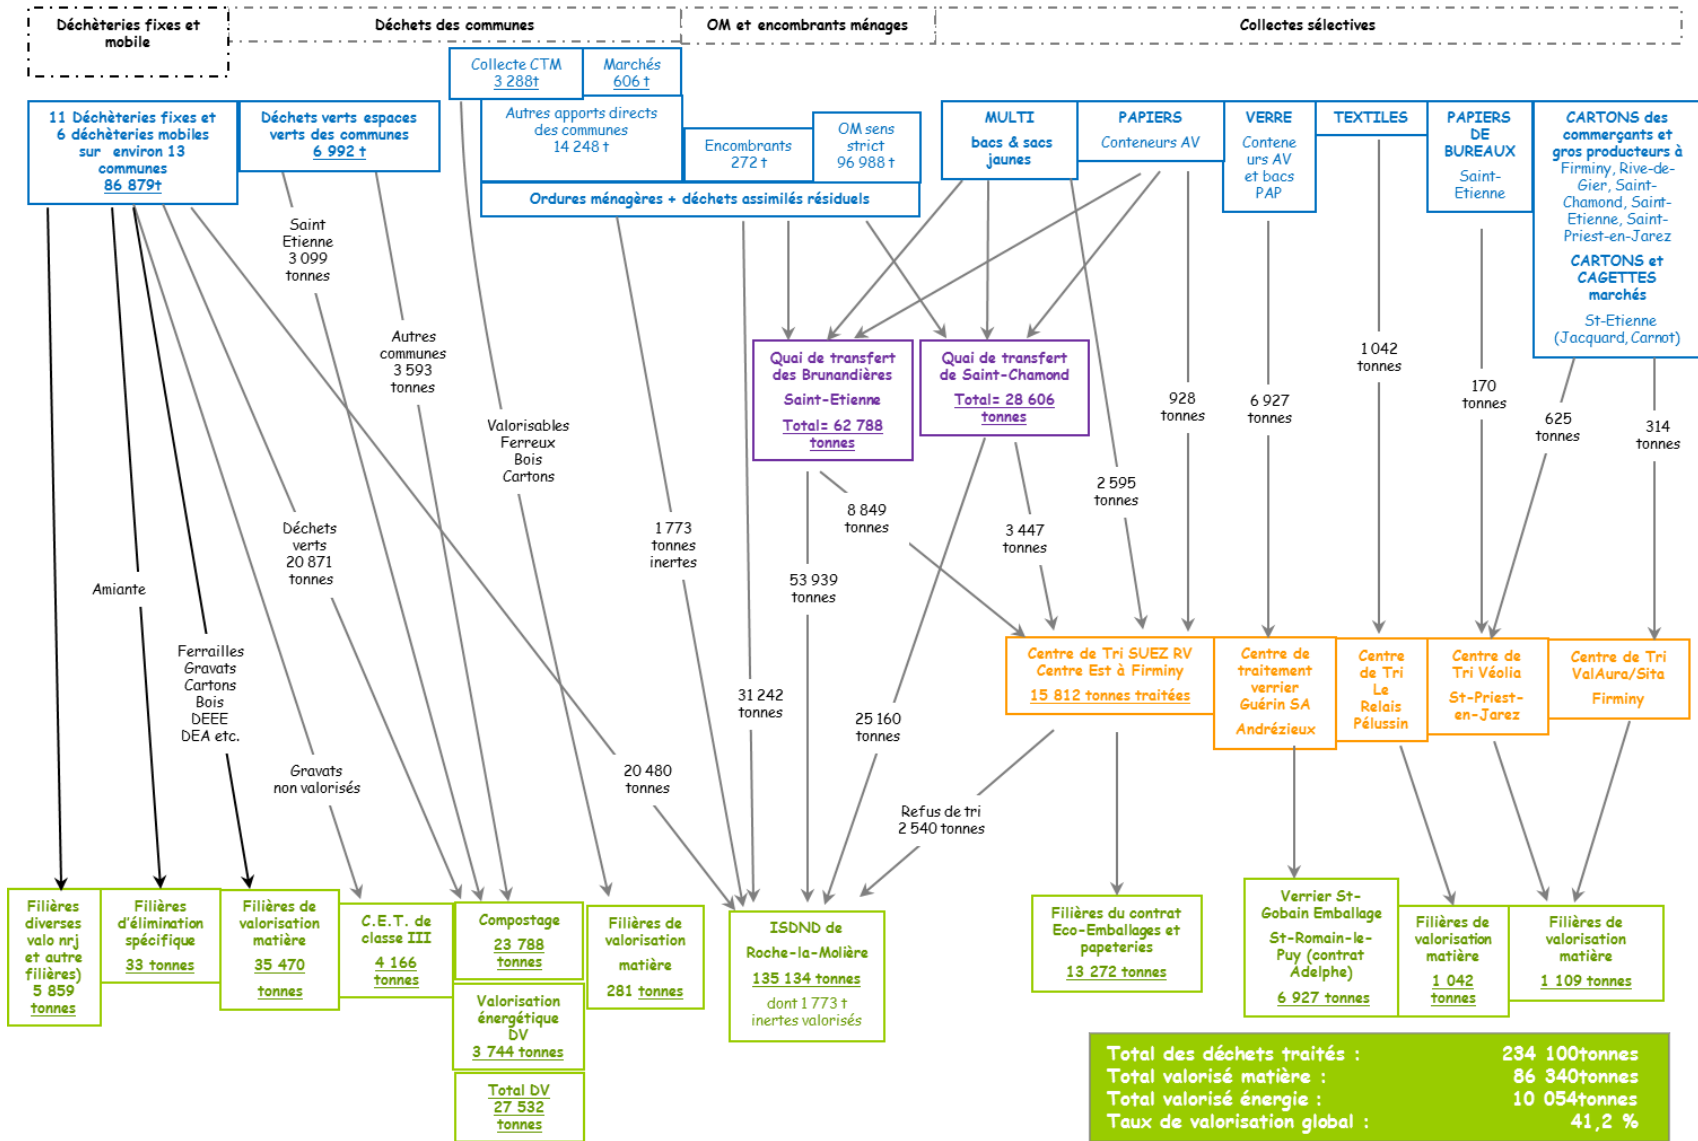 Déchèteries fixes et
mobile
Déchets des communes
OM et encombrants ménages
Collectes sélectives
Collecte CTM
3 288t
Marchés
606 t
11 Déchèteries fixes et
6 déchèteries mobiles
sur environ 13
communes
86 879t
Déchets verts espaces
verts des communes
6 992 t
Autres apports directs
des communes
14 248 t
Encombrants
272 t
OM sens
strict
96 988 t
Ordures ménagères + déchets assimilés résiduels
MULTI
bacs & sacs
jaunes
PAPIERS
Conteneurs AV
VERRE
Contene
urs AV
et bacs
PAP
TEXTILES
PAPIERS
DE
BUREAUX
Saint-
Etienne
CARTONS des
commerçants et
gros producteurs à
Firminy, Rive-de-
Gier, Saint-
Chamond, Saint-
Etienne, Saint-
Priest-en-Jarez
CARTONS et
CAGETTES
marchés
St-Etienne
(Jacquard, Carnot)
Saint
Etienne
3 099
tonnes
Autres
communes
3 593
tonnes
Valorisables
Ferreux
Bois
Cartons
Quai de transfert
des Brunandières
Saint-Etienne
Total= 62 788
tonnes
Quai de transfert
de Saint-Chamond
Total= 28 606
tonnes
928
tonnes
6 927
tonnes
1 042
tonnes
170
tonnes
625
tonnes
314
tonnes
2 595
tonnes
8 849
tonnes
3 447
tonnes
Déchets
verts
20 871
tonnes
1 773
tonnes
inertes
53 939
tonnes
Amiante
Ferrailles
Gravats
Cartons
Bois
DEEE
DEA etc.
Gravats
non valorisés
20 480
tonnes
31 242
tonnes
25 160
tonnes
Refus de tri
2 540 tonnes
Centre de Tri SUEZ RV
Centre Est à Firminy
15 812 tonnes traitées
Centre de
traitement
verrier
Guérin SA
Andrézieux
Centre
de Tri
Le
Relais
Pélussin
Centre de
Tri Véolia
St-Priest-
en-Jarez
Centre de Tri
ValAura/Sita
Firminy
Filières
diverses
valo nrj
et autre
filières)
5 859
tonnes
Filières
d'élimination
spécifique
33 tonnes
Filières de
valorisation
matière
35 470
tonnes
C.E.T. de
classe III
4 166
tonnes
Compostage
23 788
tonnes
Valorisation
énergétique
DV
3 744 tonnes
Total DV
27 532
tonnes
Filières de
valorisation
matière
281 tonnes
ISDND de
Roche-la-Molière
135 134 tonnes
dont 1 773 t
inertes valorisés
Filières du contrat
Eco-Emballages et
papeteries
13 272 tonnes
Verrier St-
Gobain Emballage
St-Romain-le-
Puy (contrat
Adelphe)
6 927 tonnes
Filières de
valorisation
matière
1 042
tonnes
Filières de
valorisation
matière
1 109 tonnes
Total des déchets traités : 234 100tonnes
Total valorisé matière : 86 340tonnes
Total valorisé énergie : 10 054tonnes
Taux de valorisation global : 41,2 %